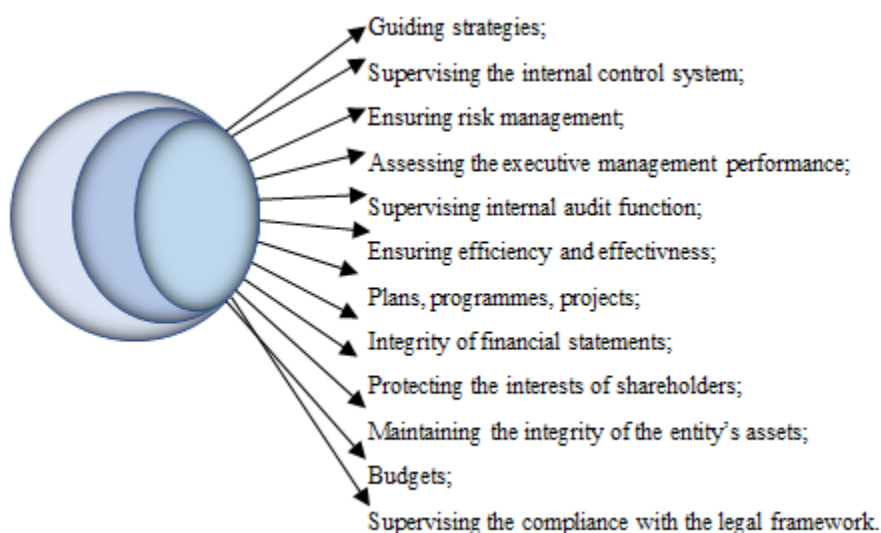 Guiding strategies;
Supervising the internal control system;
Ensuring risk management;
Assessing the executive management performance;
Supervising internal audit function;
Ensuring efficiency and effectivness;
Plans, programmes, projects;
Integrity of financial statements;
Protecting the interests of shareholders;
Maintaining the integrity of the entity’s assets;
Budgets;
Supervising the compliance with the legal framework.